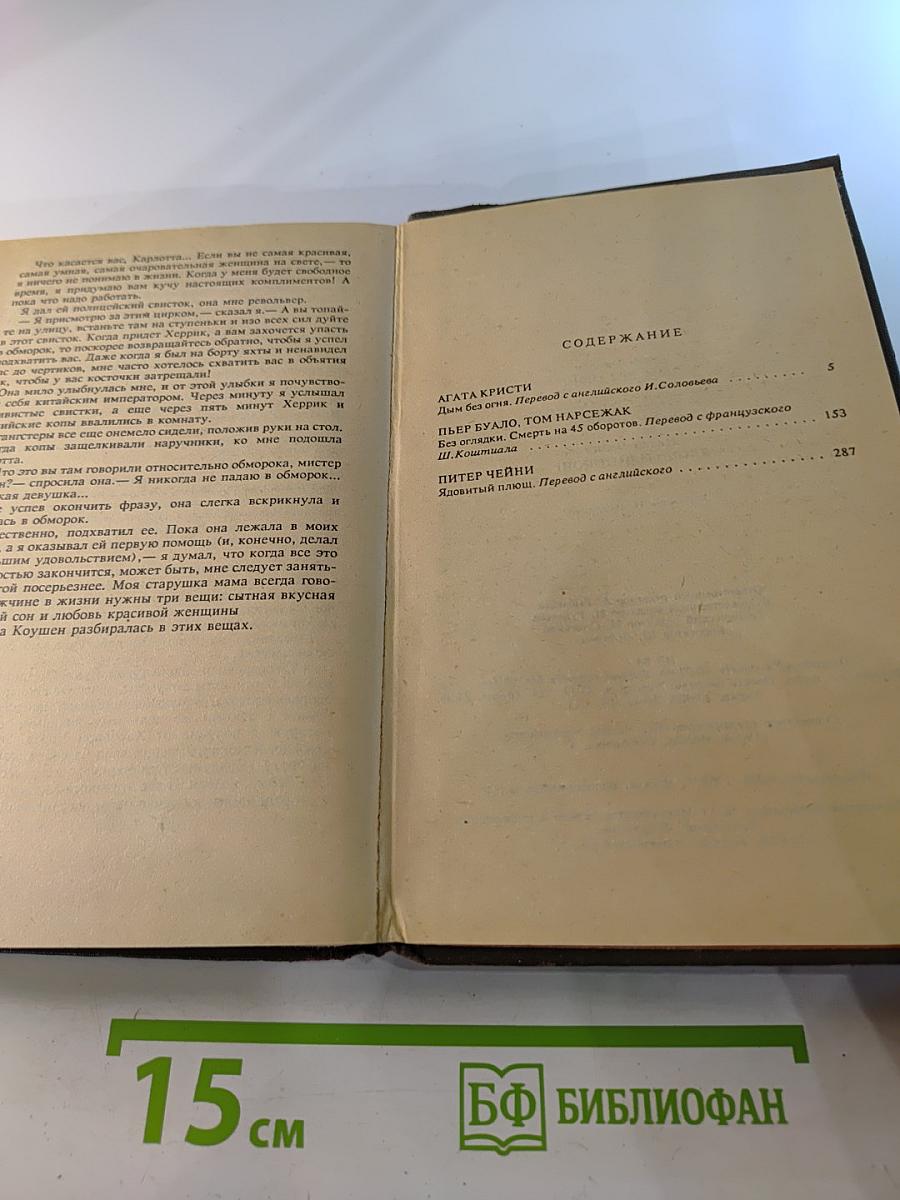 Что касается вас, Карлотта... Если вы не самая красивая,
самая умная, самая очаровательная женщина на свете,— то
я ничего не понимаю в жизни. Когда у меня будет свободное
время, я придумаю вам кучу настоящих комплиментов! А
пока что надо работать.
Я дал ей полицейский свисток, она мне револьвер.
— Я присмотрю за этим цирком,— сказал я.— А вы топай-
те на улицу, встаньте там на ступеньки и изо всех сил дуйте
в этот свисток. Когда придет Херрик, а вам захочется упасть
обморок, то поскорее возвращайтесь обратно, чтобы я успел
подхватить вас. Даже когда я был на борту яхты и ненавидел
с до чертиков, мне часто хотелось схватить вас в объятия
к, чтобы у вас косточки затрещали!
Она мило улыбнулась мне, и от этой улыбки я почувство-
себя китайским императором. Через минуту я услышал
ивистые свистки, а еще через пять минут Херрик и
ийские копы ввалились в комнату.
ангстеры все еще онемело сидели, положив руки на стол.
гда копы защелкивали наручники, ко мне подошла
отта.
Что это вы там говорили относительно обморока, мистер
н?— спросила она.— Я никогда не падаю в обморок...
кая девушка...
е успев окончить фразу, она слегка вскрикнула и
ась в обморок.
ественно, подхватил ее. Пока она лежала в моих
, а я оказывал ей первую помощь (и, конечно, делал
ьшим удовольствием),— я думал, что когда все это
остью закончится, может быть, мне следует занять-
той посерьезнее. Моя старушка мама всегда гово-
жчине в жизни нужны три вещи: сытная вкусная
й сон и любовь красивой женщины
а Коушен разбиралась в этих вещах.
СОДЕРЖАНИЕ
АГАТА КРИСТИ
Дым без огня. Перевод с английского И.Соловьева ........ 5
ПЬЕР БУАЛО, ТОМ НАРСЕЖАК
Без оглядки. Смерть на 45 оборотов. Перевод с французского
Ш.Коштиала ........ 153
ПИТЕР ЧЕЙНИ
Ядовитый плющ. Перевод с английского ........ 287
15 см
БФ БИБЛИОФАН